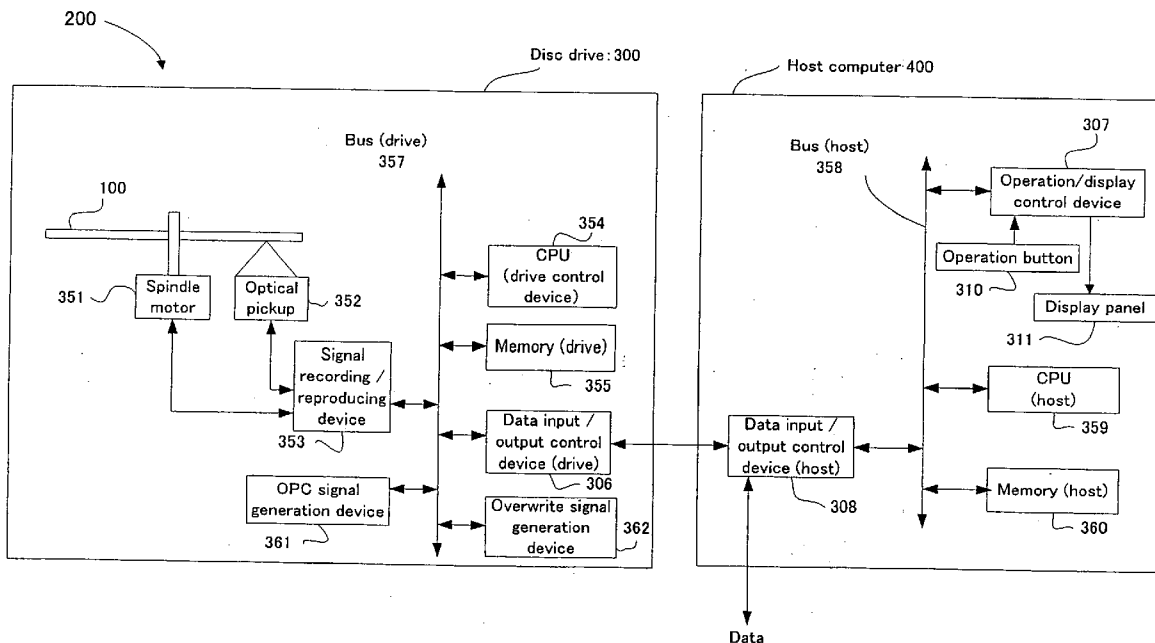 200
Disc drive:300
Host computer 400
Bus (drive)
357
Bus (host)
358
307
Operation/display
control device
100
354
CPU
(drive control
device)
Operation button
310
351
Spindle
motor
Optical
pickup
352
Display panel
311
Memory (drive)
355
Signal
recording /
reproducing
device
353
CPU
(host)
359
Data input /
output control
device (drive)
306
Data input /
output control
device (host)
308
OPC signal
generation device
361
Overwrite signal
generation
device
362
Memory (host)
360
Data